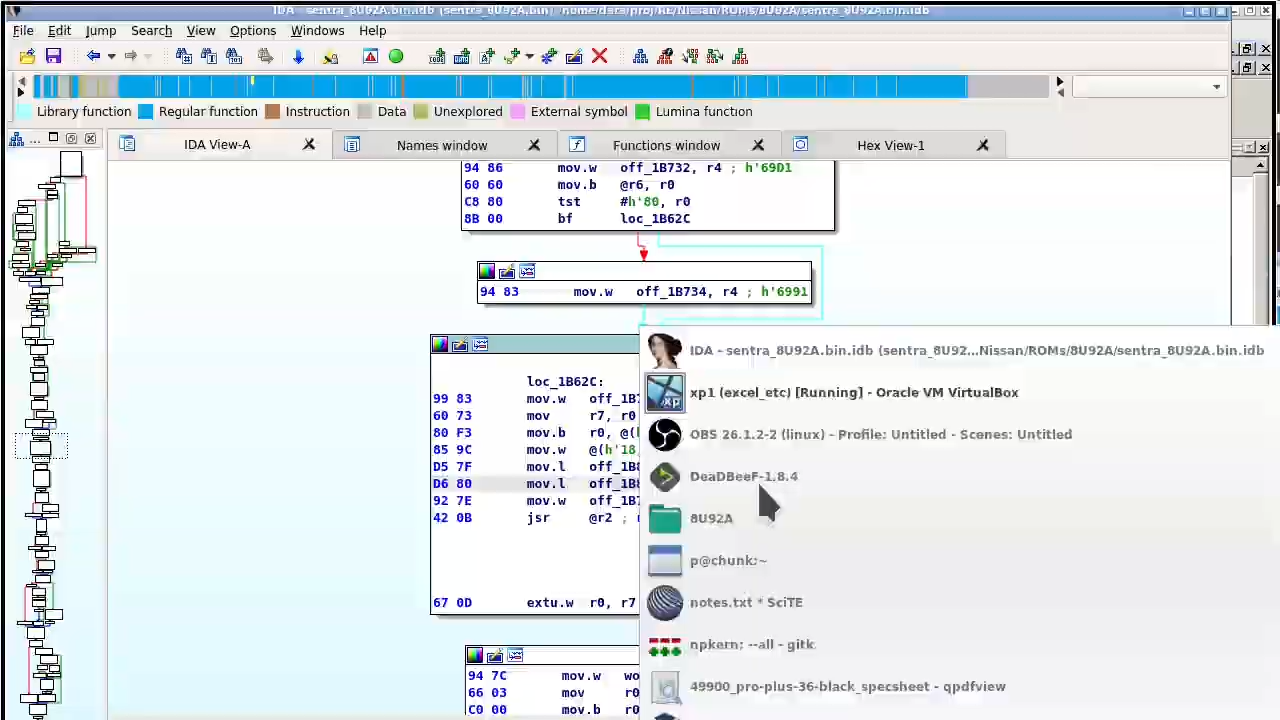 IDA - sentra_8U92A.bin.idb (sentra_8U92A.bin) /home/data/proj/RE/Nissan/ROMs/8U92A/sentra_8U92A.bin.idb
File Edit Jump Search View Options Windows Help
Library function Regular function Instruction Data Unexplored External symbol Lumina function
... IDA View-A Names window Functions window Hex View-1
94 86 mov.w off_1B732, r4 ; h'69D1
60 60 mov.b @r6, r0
C8 80 tst #h'80, r0
8B 00 bf loc_1B62C
94 83 mov.w off_1B734, r4 ; h'6991
loc_1B62C:
99 83 mov.w off_1B7
60 73 mov r7, r0
80 F3 mov.b r0, @(
85 9C mov.w @(h'18,
D5 7F mov.l off_1B8
D6 80 mov.l off_1B8
92 7E mov.w off_1B7
42 0B jsr @r2 ;
67 0D extu.w r0, r7
94 7C mov.w wo
66 03 mov r0
C0 00 mov.b r0
IDA - sentra_8U92A.bin.idb (sentra_8U92...Nissan/ROMs/8U92A/sentra_8U92A.bin.idb
xp1 (excel_etc) [Running] - Oracle VM VirtualBox
OBS 26.1.2-2 (linux) - Profile: Untitled - Scenes: Untitled
DeaDBeeF-1.8.4
8U92A
p@chunk:~
notes.txt * SciTE
npkern: --all - gitk
49900_pro-plus-36-black_specsheet - qpdfview